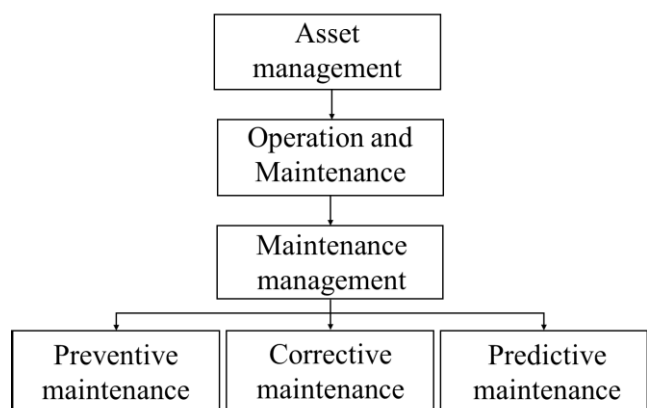 Asset
management
Operation and
Maintenance
Maintenance
management
Preventive
maintenance
Corrective
maintenance
Predictive
maintenance